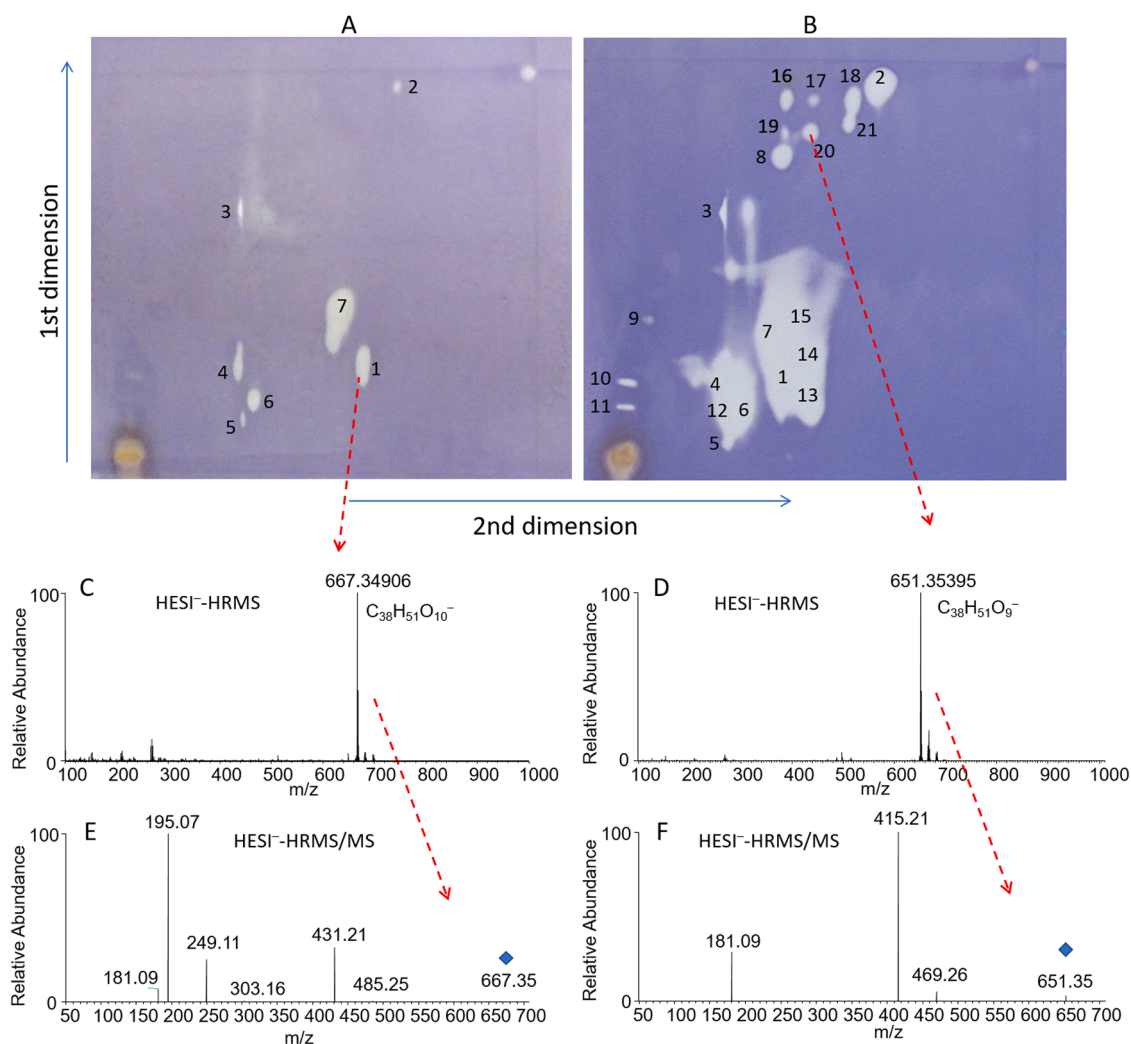 A
B
1st dimension
2
3
7
4
1
6
5
16
17
18
2
19
21
20
8
3
9
15
7
14
10
4
1
11
12
6
13
5
2nd dimension
C
HESI⁻-HRMS
667.34906
C₃₈H₅₁O₁₀⁻
Relative Abundance
100
0
100 200 300 400 500 600 700 800 900 1000
m/z
D
HESI⁻-HRMS
651.35395
C₃₈H₅₁O₉⁻
Relative Abundance
100
0
100 200 300 400 500 600 700 800 900 1000
m/z
E
HESI⁻-HRMS/MS
Relative Abundance
100
0
195.07
249.11
431.21
181.09
303.16
485.25
667.35
50 100 150 200 250 300 350 400 450 500 550 600 650 700
m/z
F
HESI⁻-HRMS/MS
Relative Abundance
100
0
415.21
181.09
469.26
651.35
50 100 150 200 250 300 350 400 450 500 550 600 650 700
m/z